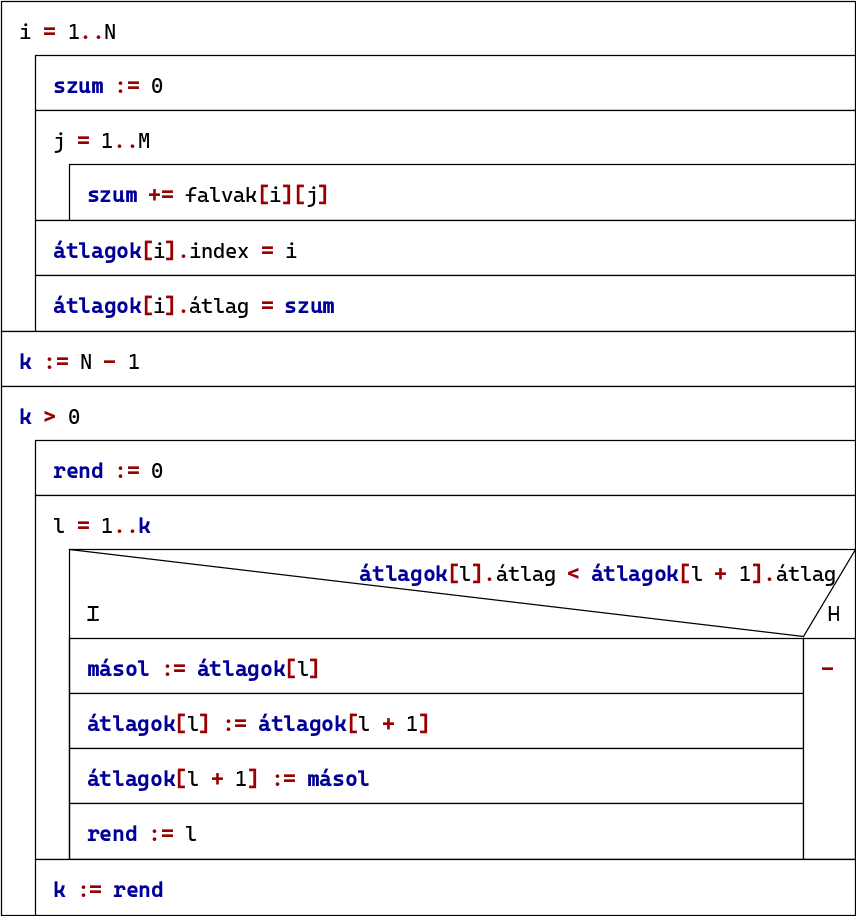 i = 1..N
szum := 0
j = 1..M
szum += falvak[i][j]
átlagok[i].index = i
átlagok[i].átlag = szum
k := N - 1
k > 0
rend := 0
l = 1..k
átlagok[l].átlag < átlagok[l + 1].átlag
I H
másol := átlagok[l] -
átlagok[l] := átlagok[l + 1]
átlagok[l + 1] := másol
rend := l
k := rend